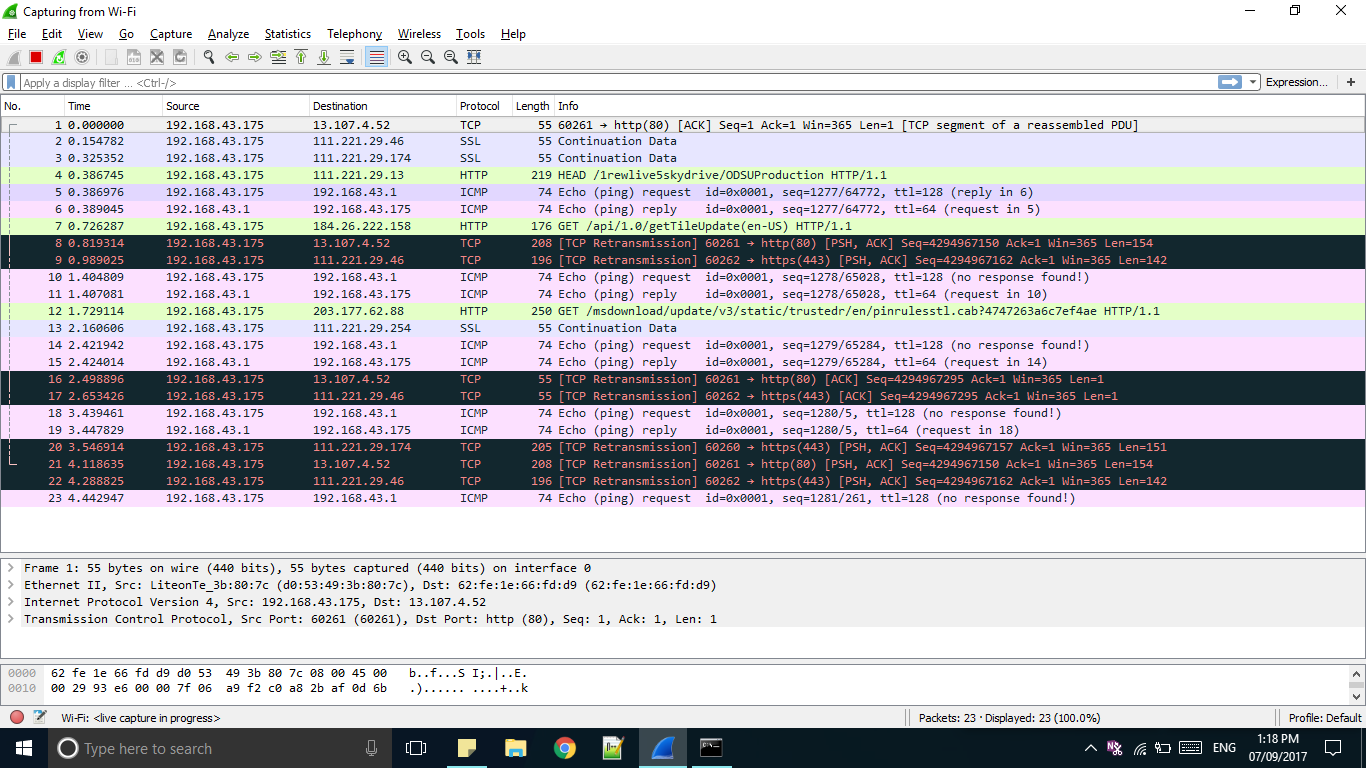 Capturing from Wi-Fi
File Edit View Go Capture Analyze Statistics Telephony Wireless Tools Help
Apply a display filter ... <Ctrl-/>
Expression...
No. Time Source Destination Protocol Length Info
1 0.000000 192.168.43.175 13.107.4.52 TCP 55 60261 → http(80) [ACK] Seq=1 Ack=1 Win=365 Len=1 [TCP segment of a reassembled PDU]
2 0.154782 192.168.43.175 111.221.29.46 SSL 55 Continuation Data
3 0.325352 192.168.43.175 111.221.29.174 SSL 55 Continuation Data
4 0.386745 192.168.43.175 111.221.29.13 HTTP 219 HEAD /1rewlive5skydrive/ODSUProduction HTTP/1.1
5 0.386976 192.168.43.175 192.168.43.1 ICMP 74 Echo (ping) request id=0x0001, seq=1277/64772, ttl=128 (reply in 6)
6 0.389045 192.168.43.1 192.168.43.175 ICMP 74 Echo (ping) reply id=0x0001, seq=1277/64772, ttl=64 (request in 5)
7 0.726287 192.168.43.175 184.26.222.158 HTTP 176 GET /api/1.0/getTileUpdate(en-US) HTTP/1.1
8 0.819314 192.168.43.175 13.107.4.52 TCP 208 [TCP Retransmission] 60261 → http(80) [PSH, ACK] Seq=4294967150 Ack=1 Win=365 Len=154
9 0.989025 192.168.43.175 111.221.29.46 TCP 196 [TCP Retransmission] 60262 → https(443) [PSH, ACK] Seq=4294967162 Ack=1 Win=365 Len=142
10 1.404809 192.168.43.175 192.168.43.1 ICMP 74 Echo (ping) request id=0x0001, seq=1278/65028, ttl=128 (no response found!)
11 1.407081 192.168.43.1 192.168.43.175 ICMP 74 Echo (ping) reply id=0x0001, seq=1278/65028, ttl=64 (request in 10)
12 1.729114 192.168.43.175 203.177.62.88 HTTP 250 GET /msdownload/update/v3/static/trustedr/en/pinrulesstl.cab?4747263a6c7ef4ae HTTP/1.1
13 2.160606 192.168.43.175 111.221.29.254 SSL 55 Continuation Data
14 2.421942 192.168.43.175 192.168.43.1 ICMP 74 Echo (ping) request id=0x0001, seq=1279/65284, ttl=128 (no response found!)
15 2.424014 192.168.43.1 192.168.43.175 ICMP 74 Echo (ping) reply id=0x0001, seq=1279/65284, ttl=64 (request in 14)
16 2.498896 192.168.43.175 13.107.4.52 TCP 55 [TCP Retransmission] 60261 → http(80) [ACK] Seq=4294967295 Ack=1 Win=365 Len=1
17 2.653426 192.168.43.175 111.221.29.46 TCP 55 [TCP Retransmission] 60262 → https(443) [ACK] Seq=4294967295 Ack=1 Win=365 Len=1
18 3.439461 192.168.43.175 192.168.43.1 ICMP 74 Echo (ping) request id=0x0001, seq=1280/5, ttl=128 (no response found!)
19 3.447829 192.168.43.1 192.168.43.175 ICMP 74 Echo (ping) reply id=0x0001, seq=1280/5, ttl=64 (request in 18)
20 3.546914 192.168.43.175 111.221.29.174 TCP 205 [TCP Retransmission] 60260 → https(443) [PSH, ACK] Seq=4294967157 Ack=1 Win=365 Len=151
21 4.118635 192.168.43.175 13.107.4.52 TCP 208 [TCP Retransmission] 60261 → http(80) [PSH, ACK] Seq=4294967150 Ack=1 Win=365 Len=154
22 4.288825 192.168.43.175 111.221.29.46 TCP 196 [TCP Retransmission] 60262 → https(443) [PSH, ACK] Seq=4294967162 Ack=1 Win=365 Len=142
23 4.442947 192.168.43.175 192.168.43.1 ICMP 74 Echo (ping) request id=0x0001, seq=1281/261, ttl=128 (no response found!)
Frame 1: 55 bytes on wire (440 bits), 55 bytes captured (440 bits) on interface 0
Ethernet II, Src: LiteonTe_3b:80:7c (d0:53:49:3b:80:7c), Dst: 62:fe:1e:66:fd:d9 (62:fe:1e:66:fd:d9)
Internet Protocol Version 4, Src: 192.168.43.175, Dst: 13.107.4.52
Transmission Control Protocol, Src Port: 60261 (60261), Dst Port: http (80), Seq: 1, Ack: 1, Len: 1
0000 62 fe 1e 66 fd d9 d0 53 49 3b 80 7c 08 00 45 00 b..f...S I;.|..E.
0010 00 29 93 e6 00 00 7f 06 a9 f2 c0 a8 2b af 0d 6b .)...... ....+..k
Wi-Fi: <live capture in progress>
Packets: 23 · Displayed: 23 (100.0%)
Profile: Default
Type here to search
ENG
1:18 PM
07/09/2017